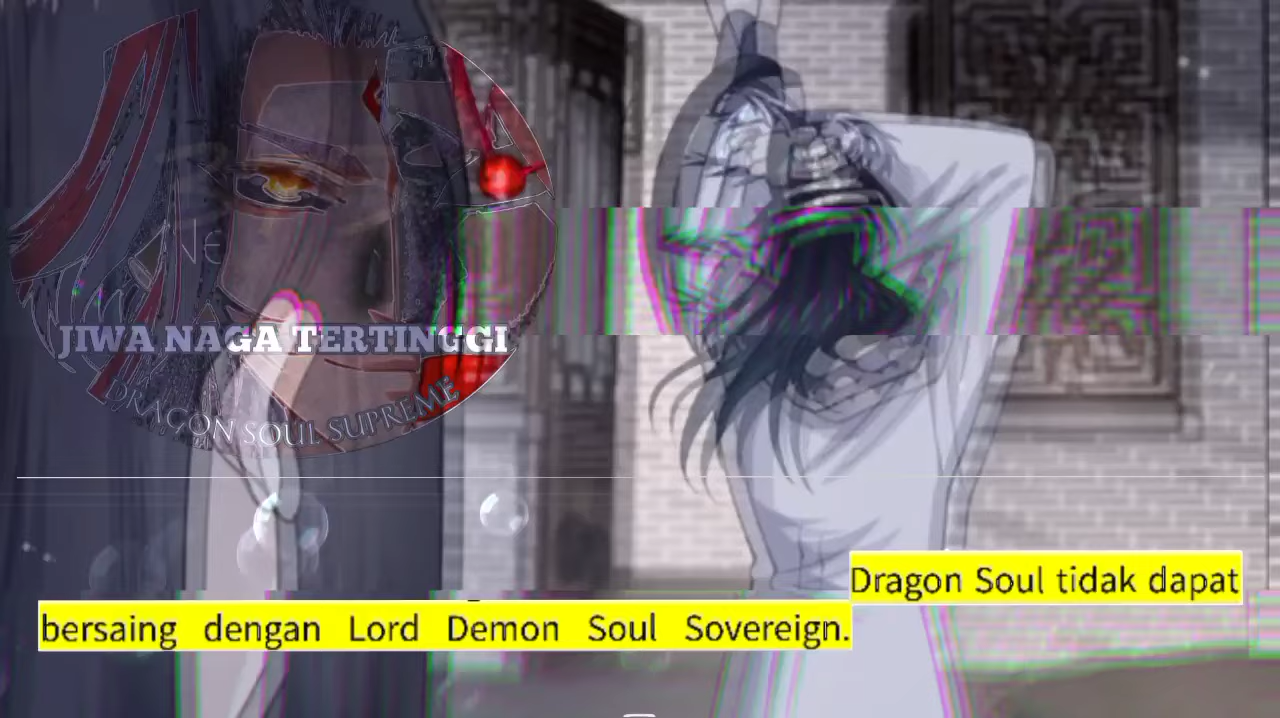 JIWA NAGA TERTINGGI
DRAGON SOUL SUPREME
Dragon Soul tidak dapat
bersaing dengan Lord Demon Soul Sovereign.